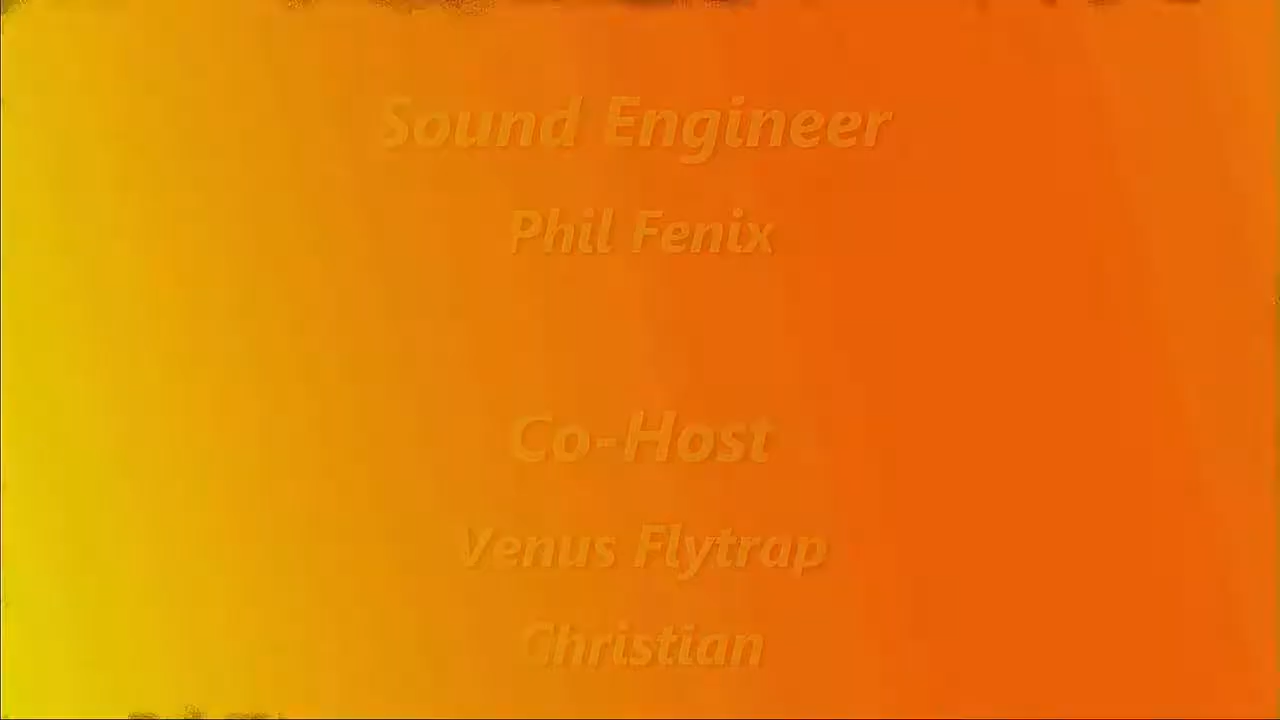 Sound Engineer
Phil Fenix
Co-Host
Venus Flytrap
Christian